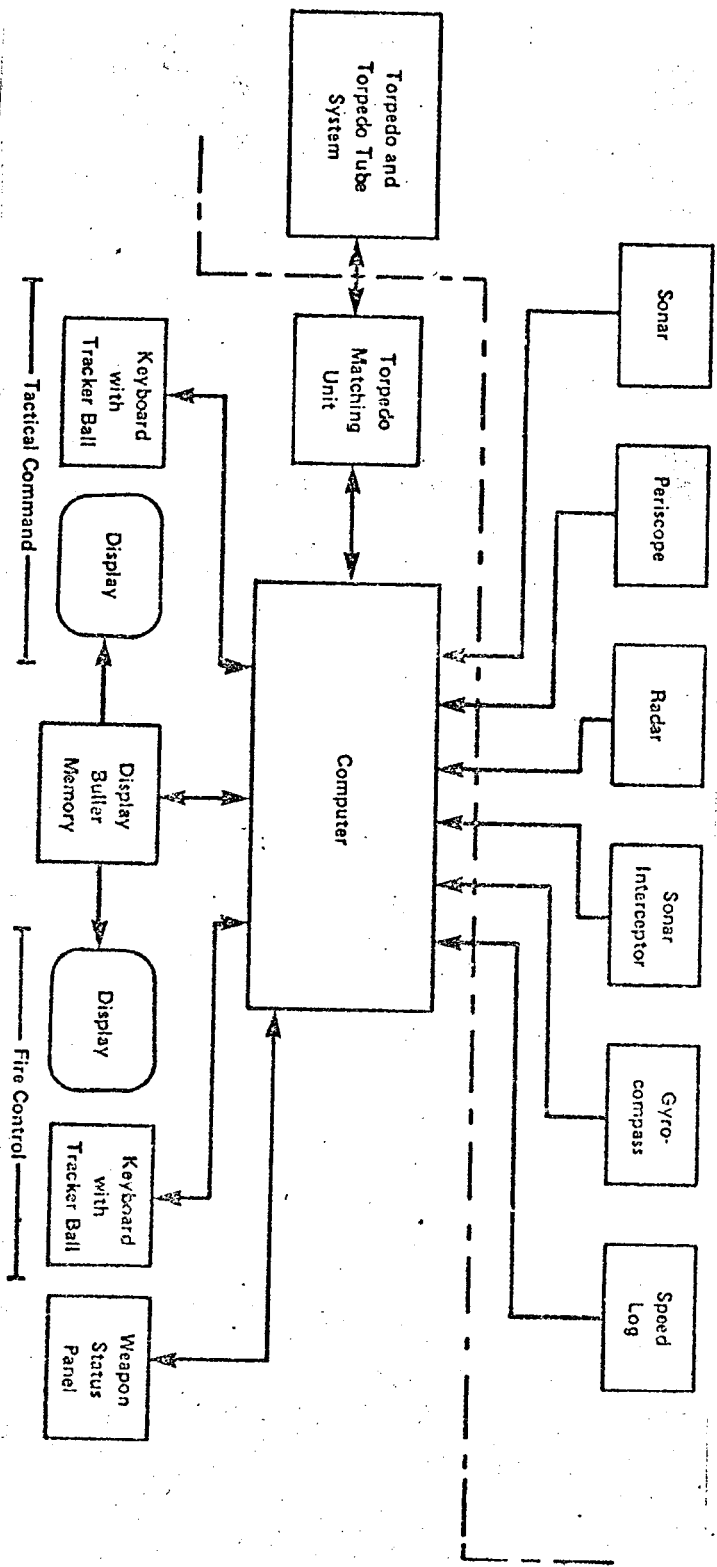 Sonar
Periscope
Radar
Sonar
Interceptor
Gyro-
compass
Speed
Log
Torpedo and
Torpedo Tube
System
Torpedo
Matching
Unit
Computer
Keyboard
with
Tracker Ball
Display
Display
Buffer
Memory
Display
Keyboard
with
Tracker Ball
Weapon
Status
Panel
Tactical Command
Fire Control